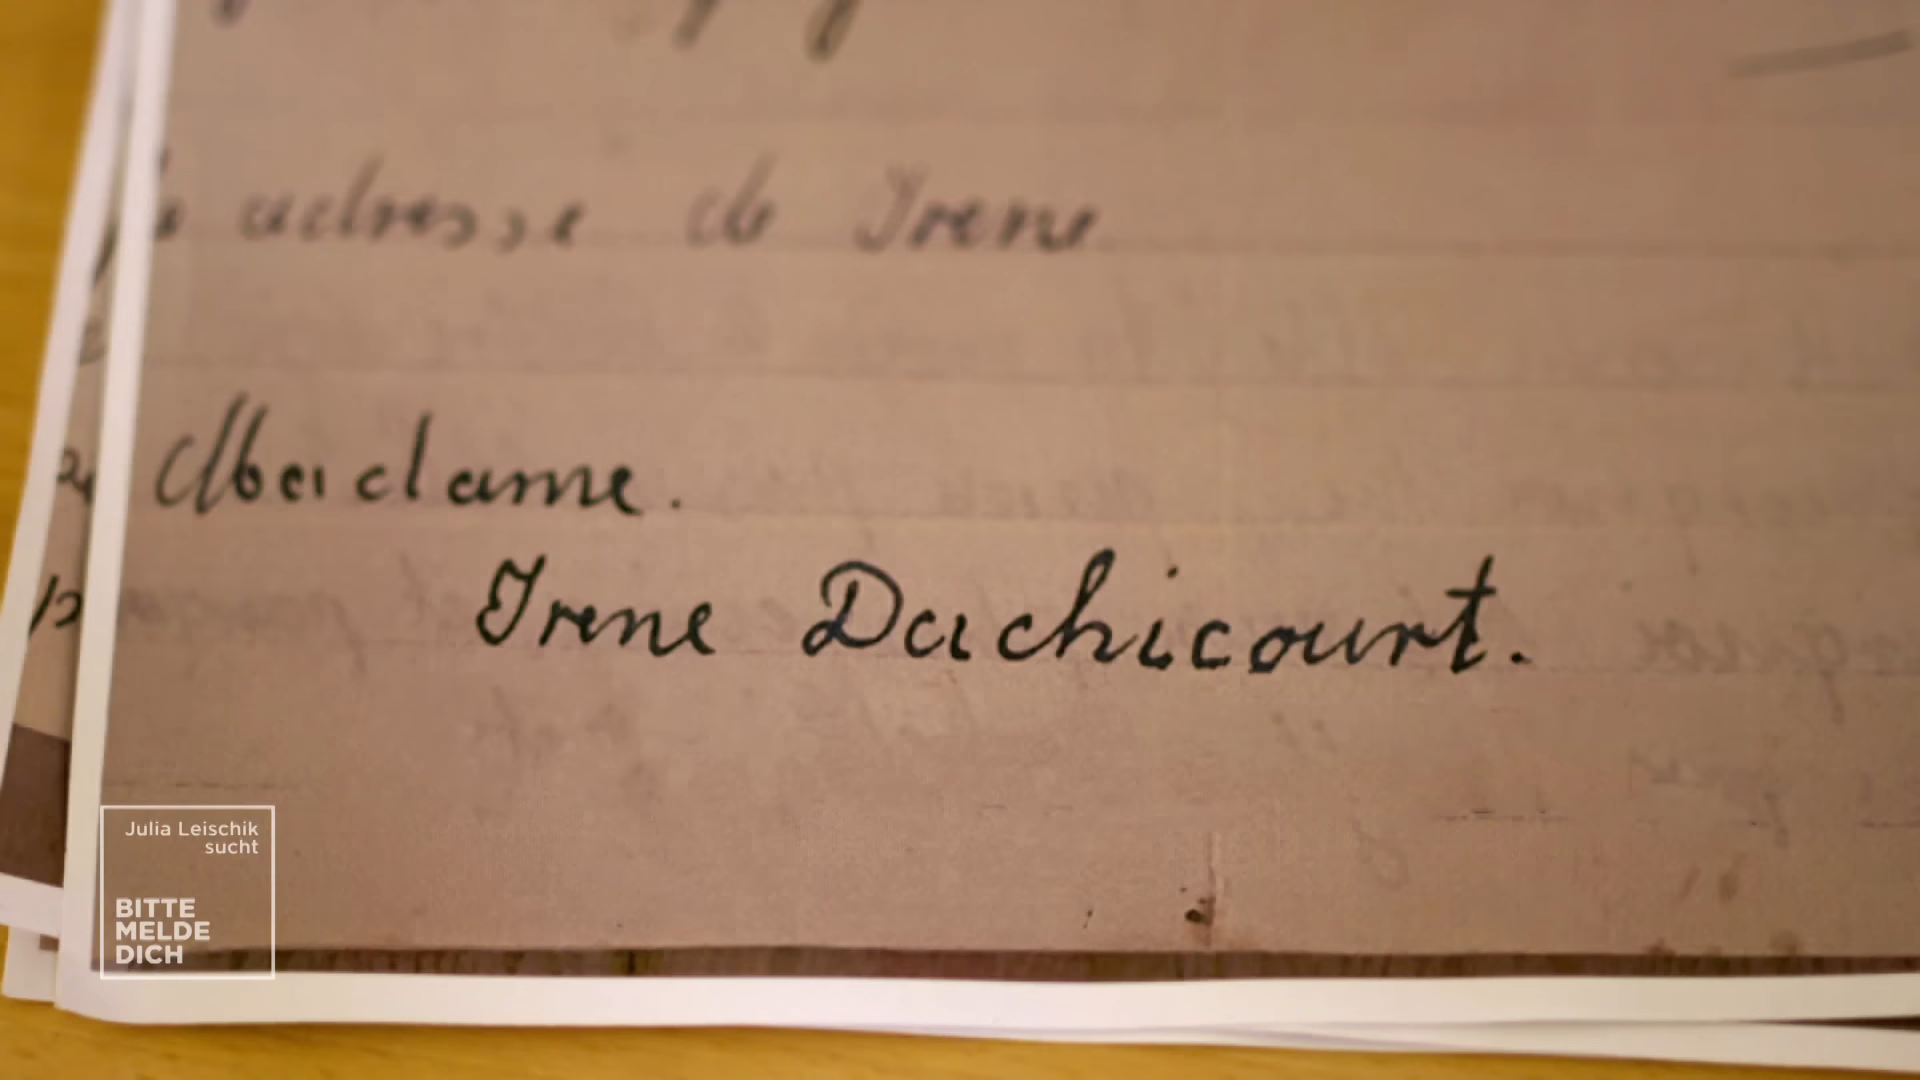 adresse de Irene
Madame.
Irene Dachicourt.
Julia Leischik
sucht
BITTE
MELDE
DICH